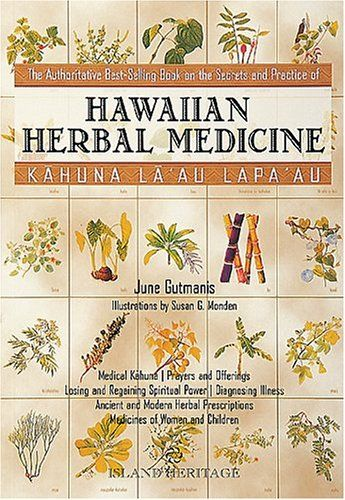 The Authoritative Best-Selling Book on the Secrets and Practice of
HAWAIIAN
HERBAL MEDICINE
KAHUNA LĀ'AU LAPA'AU
June Gutmanis
Illustrations by Susan G. Monden
Medical Kāhuna | Prayers and Offerings
Losing and Regaining Spiritual Power | Diagnosing Illness
Ancient and Modern Herbal Prescriptions
Medicines of Women and Children
ISLAND HERITAGE